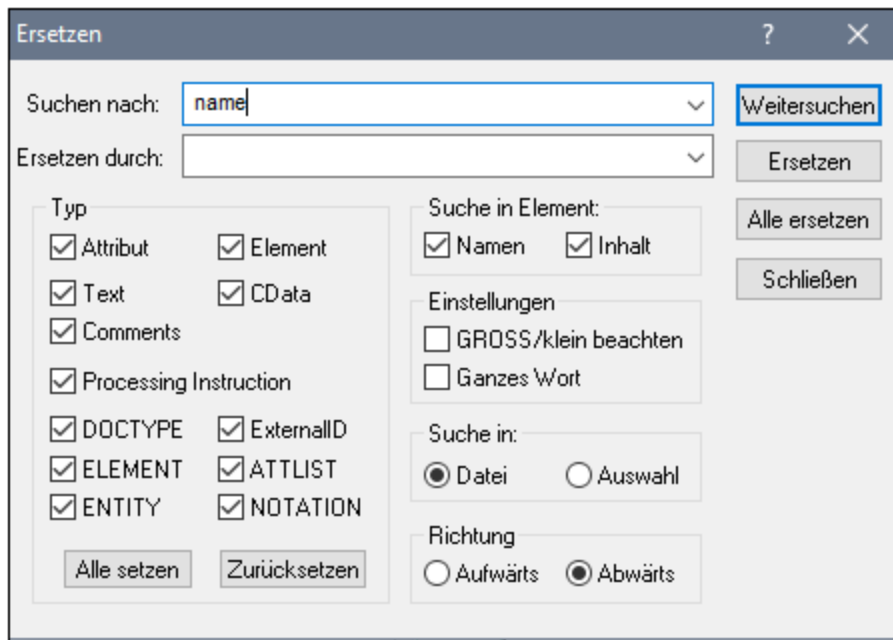 Ersetzen
Suchen nach: name
Weitersuchen
Ersetzen durch:
Ersetzen
Alle ersetzen
Schließen
Typ
Attribut Element
Text CData
Comments
Processing Instruction
DOCTYPE ExternalID
ELEMENT ATTLIST
ENTITY NOTATION
Alle setzen Zurücksetzen
Suche in Element:
Namen Inhalt
Einstellungen
GROSS/klein beachten
Ganzes Wort
Suche in:
Datei Auswahl
Richtung
Aufwärts Abwärts